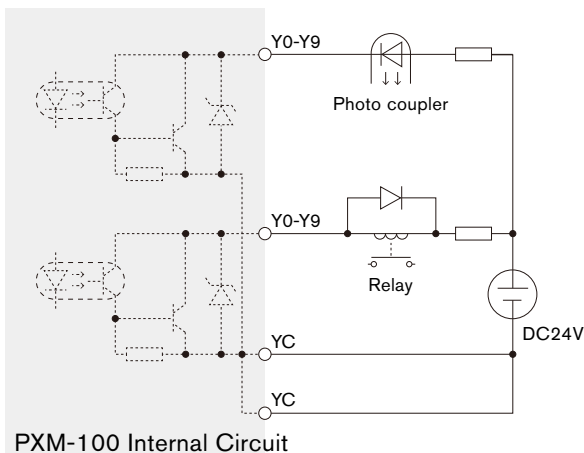 Y0-Y9
Photo coupler
Y0-Y9
Relay
DC24V
YC
YC
PXM-100 Internal Circuit